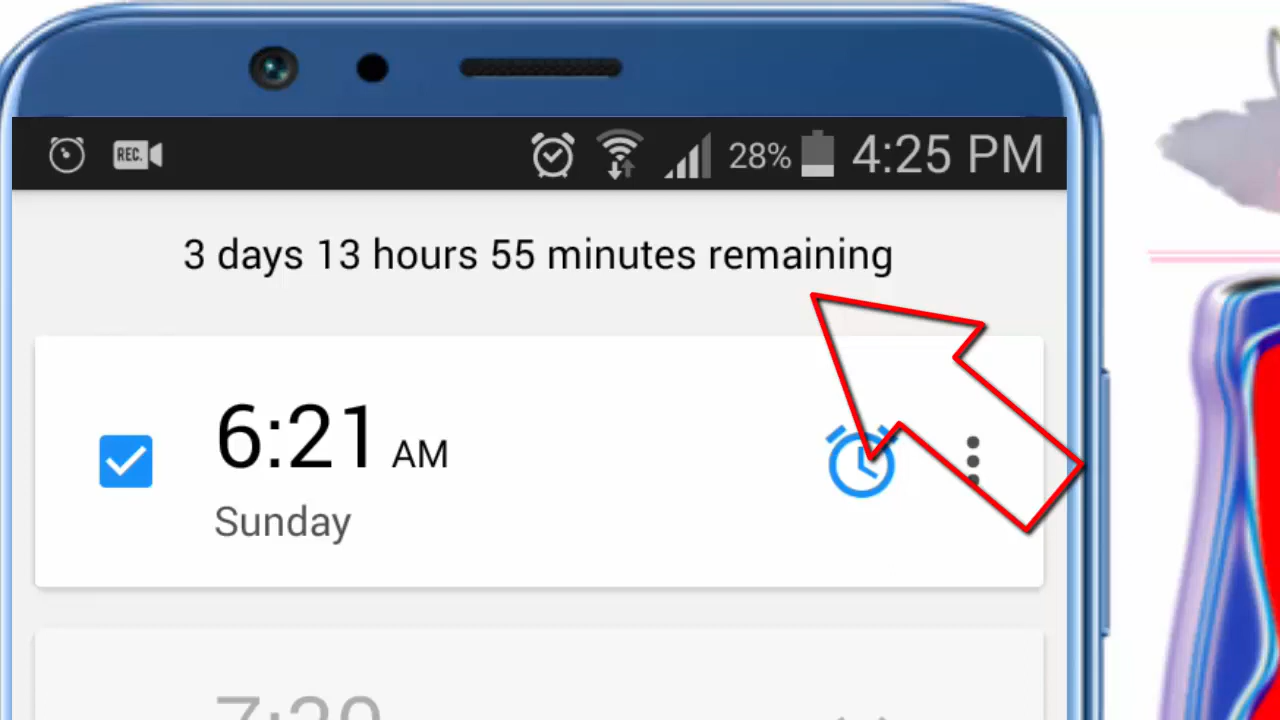 REC. 28% 4:25 PM
3 days 13 hours 55 minutes remaining
6:21 AM
Sunday